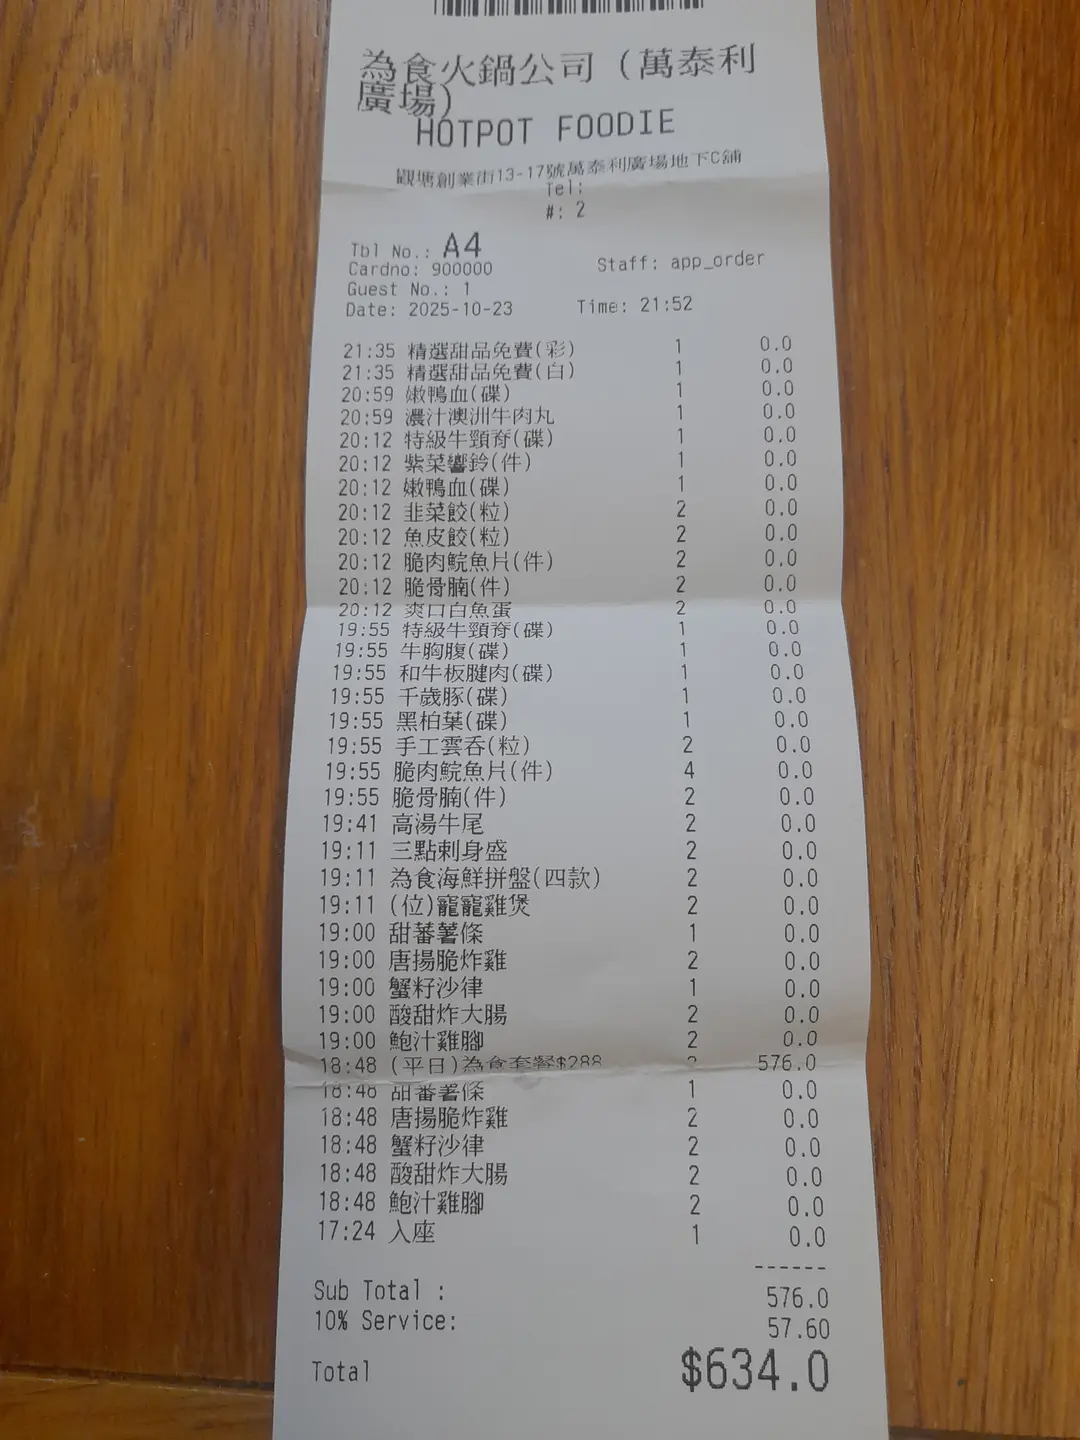 為食火鍋公司（萬泰利
廣場）
HOTPOT FOODIE
觀塘創業街13-17號萬泰利廣場地下C舖
Tel:
#: 2
Tbl No.: A4
Cardno: 900000 Staff: app_order
Guest No.: 1
Date: 2025-10-23 Time: 21:52
21:35 精選甜品免費(彩) 1 0.0
21:35 精選甜品免費(白) 1 0.0
20:59 嫩鴨血(碟) 1 0.0
20:59 濃汁澳洲牛肉丸 1 0.0
20:12 特級牛頸脊(碟) 1 0.0
20:12 紫菜響鈴(件) 1 0.0
20:12 嫩鴨血(碟) 1 0.0
20:12 韭菜餃(粒) 2 0.0
20:12 魚皮餃(粒) 2 0.0
20:12 脆肉鯇魚片(件) 2 0.0
20:12 脆骨腩(件) 2 0.0
20:12 爽口白魚蛋 2 0.0
19:55 特級牛頸脊(碟) 1 0.0
19:55 牛胸腹(碟) 1 0.0
19:55 和牛板腱肉(碟) 1 0.0
19:55 千歲豚(碟) 1 0.0
19:55 黑柏葉(碟) 1 0.0
19:55 手工雲吞(粒) 2 0.0
19:55 脆肉鯇魚片(件) 4 0.0
19:55 脆骨腩(件) 2 0.0
19:41 高湯牛尾 2 0.0
19:11 三點刺身盛 2 0.0
19:11 為食海鮮拼盤(四款) 2 0.0
19:11 (位)寵寵雞煲 2 0.0
19:00 甜蕃薯條 1 0.0
19:00 唐揚脆炸雞 2 0.0
19:00 蟹籽沙律 1 0.0
19:00 酸甜炸大腸 2 0.0
19:00 鮑汁雞腳 2 0.0
18:48 (平日)為食套餐$288 2 576.0
18:48 甜蕃薯條 1 0.0
18:48 唐揚脆炸雞 2 0.0
18:48 蟹籽沙律 2 0.0
18:48 酸甜炸大腸 2 0.0
18:48 鮑汁雞腳 2 0.0
17:24 入座 1 0.0
------
Sub Total : 576.0
10% Service: 57.60
Total $634.0